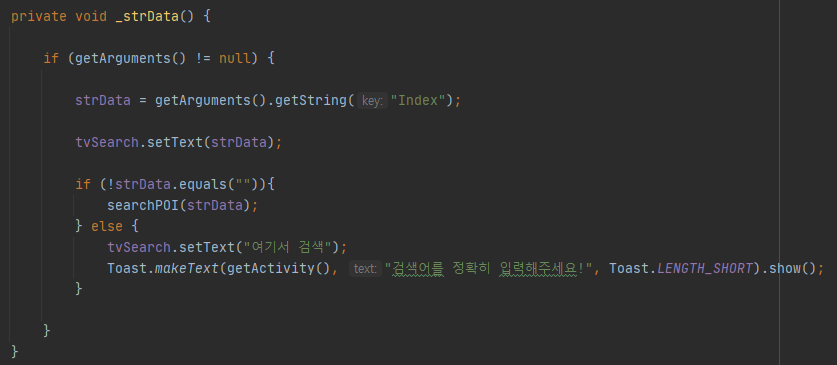 private void _strData() {
if (getArguments() != null) {
strData = getArguments().getString( key: "Index");
tvSearch.setText(strData);
if (!strData.equals("")){
searchPOI(strData);
} else {
tvSearch.setText("여기서 검색");
Toast.makeText(getActivity(), text: "검색어를 정확히 입력해주세요!", Toast.LENGTH_SHORT).show();
}
}
}